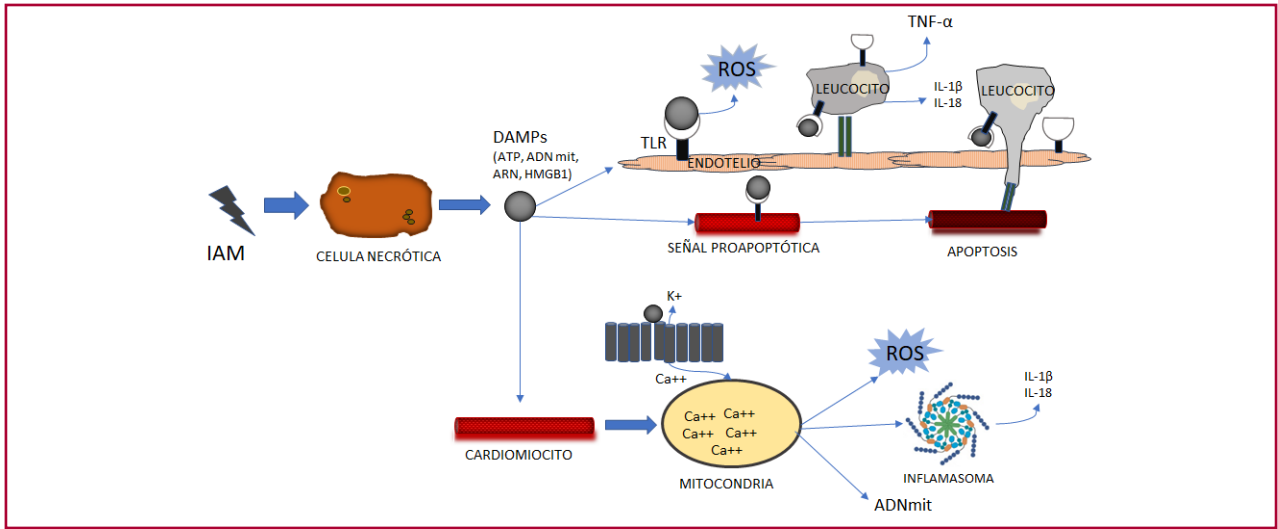 TNF-α
ROS
LEUCOCITO
IL-1β
IL-18
LEUCOCITO
DAMPs
(ATP, ADN mit,
ARN, HMGB1)
TLR
ENDOTELIO
IAM
CELULA NECRÓTICA
SEÑAL PROAPOPTÓTICA
APOPTOSIS
K+
Ca++
ROS
IL-1β
IL-18
Ca++ Ca++
Ca++ Ca++
Ca++
CARDIOMIOCITO
MITOCONDRIA
INFLAMASOMA
ADNmit